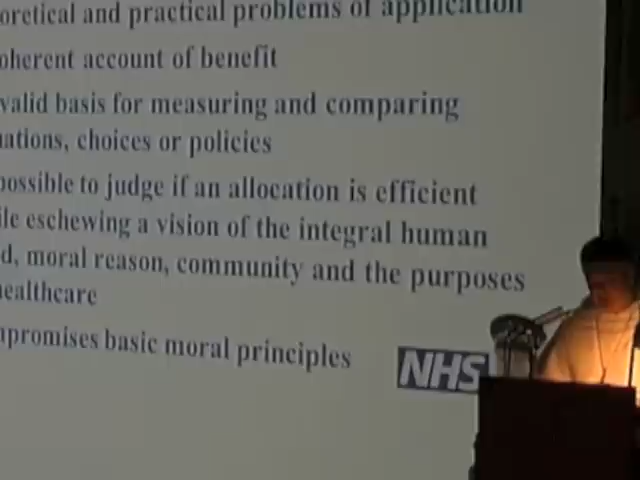 oretical and practical problems of application
oherent account of benefit
valid basis for measuring and comparing
ations, choices or policies
possible to judge if an allocation is efficient
ile eschewing a vision of the integral human
d, moral reason, community and the purposes
healthcare
mpromises basic moral principles
NHS